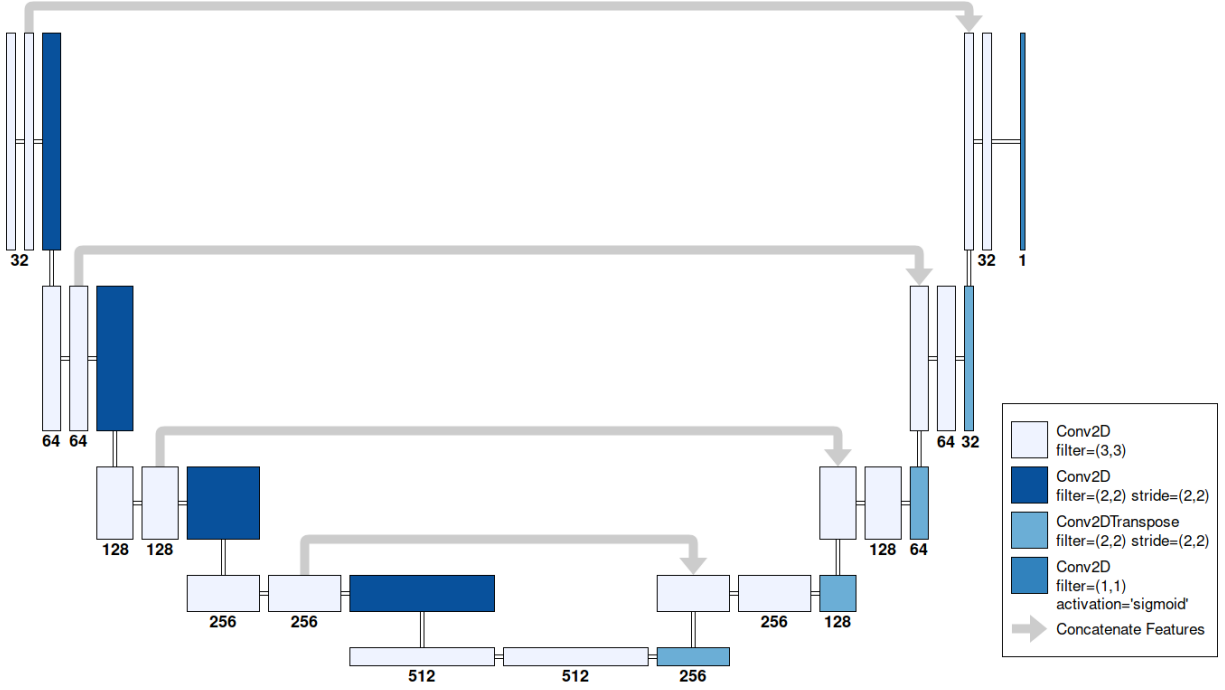 32
32
1
64
64
64
32
128
128
128
64
256
256
256
128
512
512
256
Conv2D
filter=(3,3)
Conv2D
filter=(2,2) stride=(2,2)
Conv2DTranspose
filter=(2,2) stride=(2,2)
Conv2D
filter=(1,1)
activation='sigmoid'
Concatenate Features